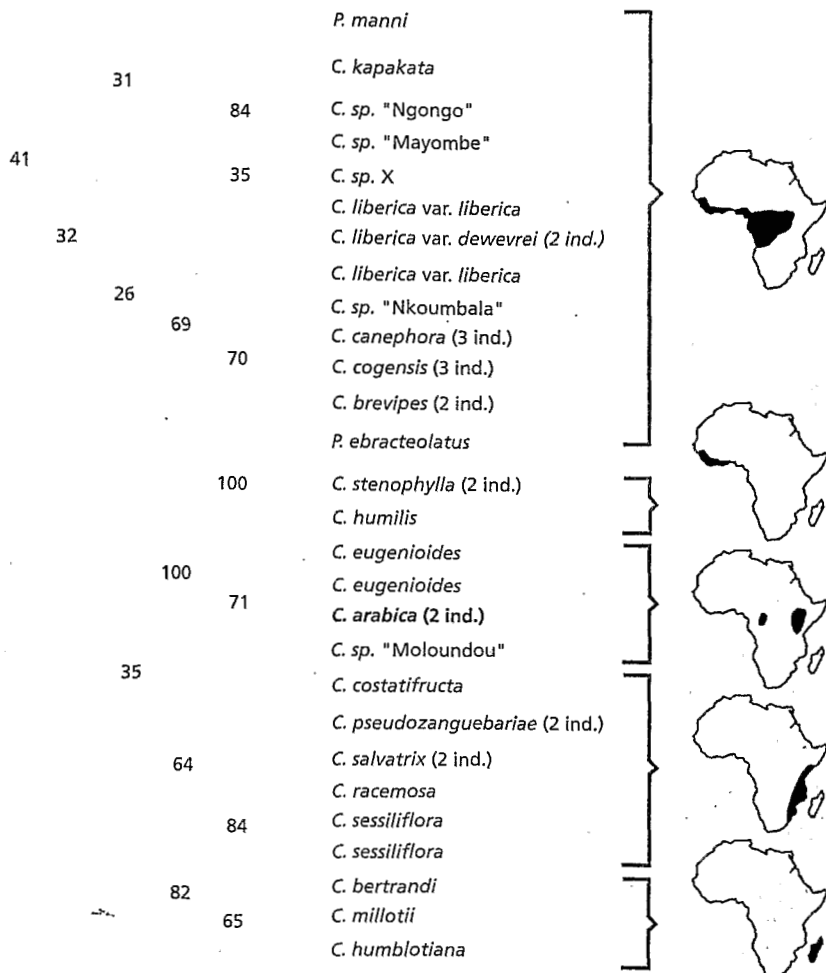 P. manni
31 C. kapakata
84 C. sp. "Ngongo"
C. sp. "Mayombe"
41
35 C. sp. X
C. liberica var. liberica
32 C. liberica var. dewevrei (2 ind.)
C. liberica var. liberica
26
C. sp. "Nkoumbala"
69
C. canephora (3 ind.)
70 C. cogensis (3 ind.)
C. brevipes (2 ind.)
P. ebracteolatus
100 C. stenophylla (2 ind.)
C. humilis
C. eugenioides
100
C. eugenioides
71
C. arabica (2 ind.)
C. sp. "Moloundou"
35
C. costatifructa
C. pseudozanguebariae (2 ind.)
64 C. salvatrix (2 ind.)
C. racemosa
84 C. sessiliflora
C. sessiliflora
82 C. bertrandi
65 C. millotii
C. humblotiana